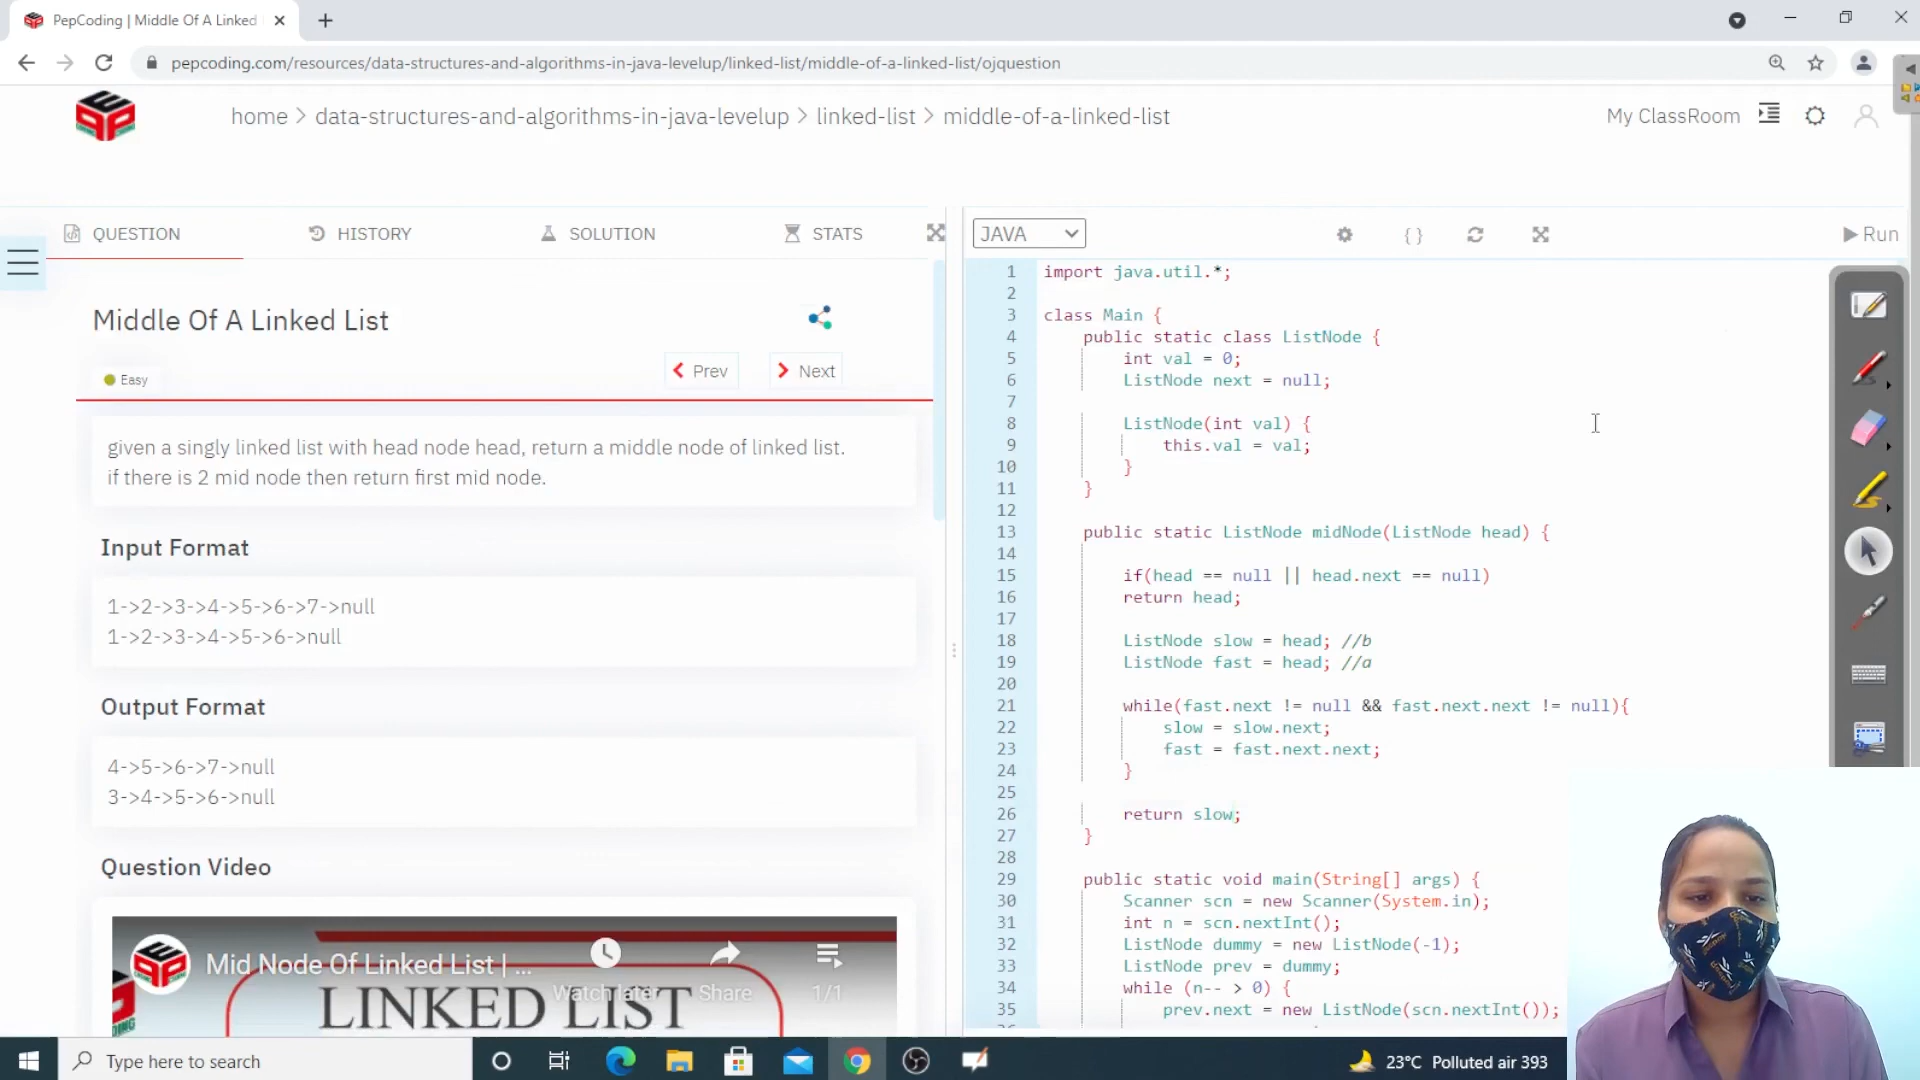 PepCoding | Middle Of A Linked
pepcoding.com/resources/data-structures-and-algorithms-in-java-levelup/linked-list/middle-of-a-linked-list/ojquestion
home > data-structures-and-algorithms-in-java-levelup > linked-list > middle-of-a-linked-list
My ClassRoom
QUESTION
HISTORY
SOLUTION
STATS
Middle Of A Linked List
Easy
Prev
Next
given a singly linked list with head node head, return a middle node of linked list.
if there is 2 mid node then return first mid node.
Input Format
1->2->3->4->5->6->7->null
1->2->3->4->5->6->null
Output Format
4->5->6->7->null
3->4->5->6->null
Question Video
Mid Node Of Linked List | ...
Watch later
Share
1/1
LINKED LIST
JAVA
{ }
Run
1 import java.util.*;
2
3 class Main {
4 public static class ListNode {
5 int val = 0;
6 ListNode next = null;
7
8 ListNode(int val) {
9 this.val = val;
10 }
11 }
12
13 public static ListNode midNode(ListNode head) {
14
15 if(head == null || head.next == null)
16 return head;
17
18 ListNode slow = head; //b
19 ListNode fast = head; //a
20
21 while(fast.next != null && fast.next.next != null){
22 slow = slow.next;
23 fast = fast.next.next;
24 }
25
26 return slow;
27 }
28
29 public static void main(String[] args) {
30 Scanner scn = new Scanner(System.in);
31 int n = scn.nextInt();
32 ListNode dummy = new ListNode(-1);
33 ListNode prev = dummy;
34 while (n-- > 0) {
35 prev.next = new ListNode(scn.nextInt());
Type here to search
23°C Polluted air 393